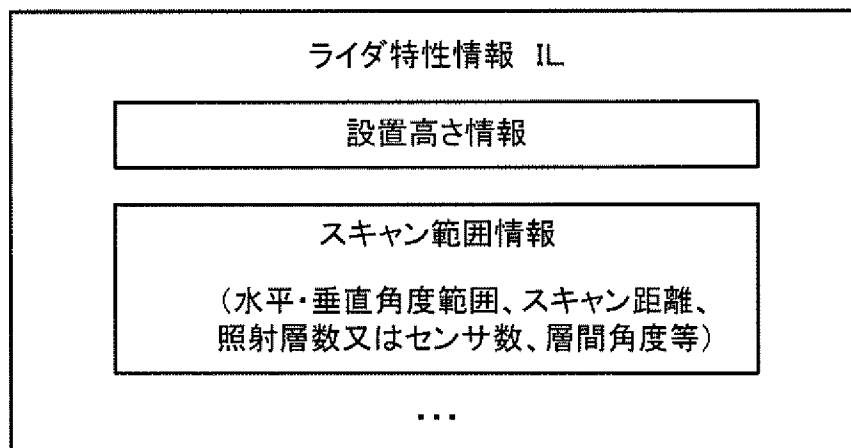 ライダ特性情報 IL
設置高さ情報
スキャン範囲情報
(水平・垂直角度範囲、スキャン距離、
照射層数又はセンサ数、層間角度等)
・・・